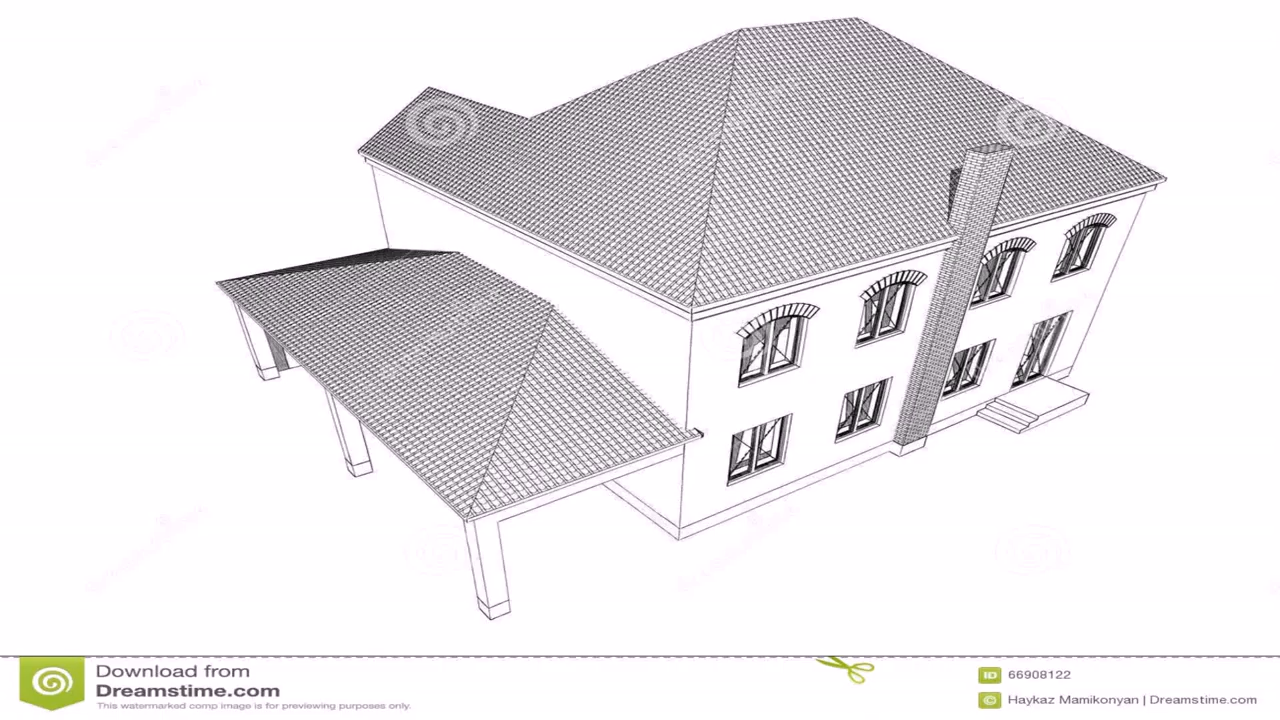 Download from
Dreamstime.com
This watermarked comp image is for previewing purposes only.
ID 66908122
© Haykaz Mamikonyan | Dreamstime.com